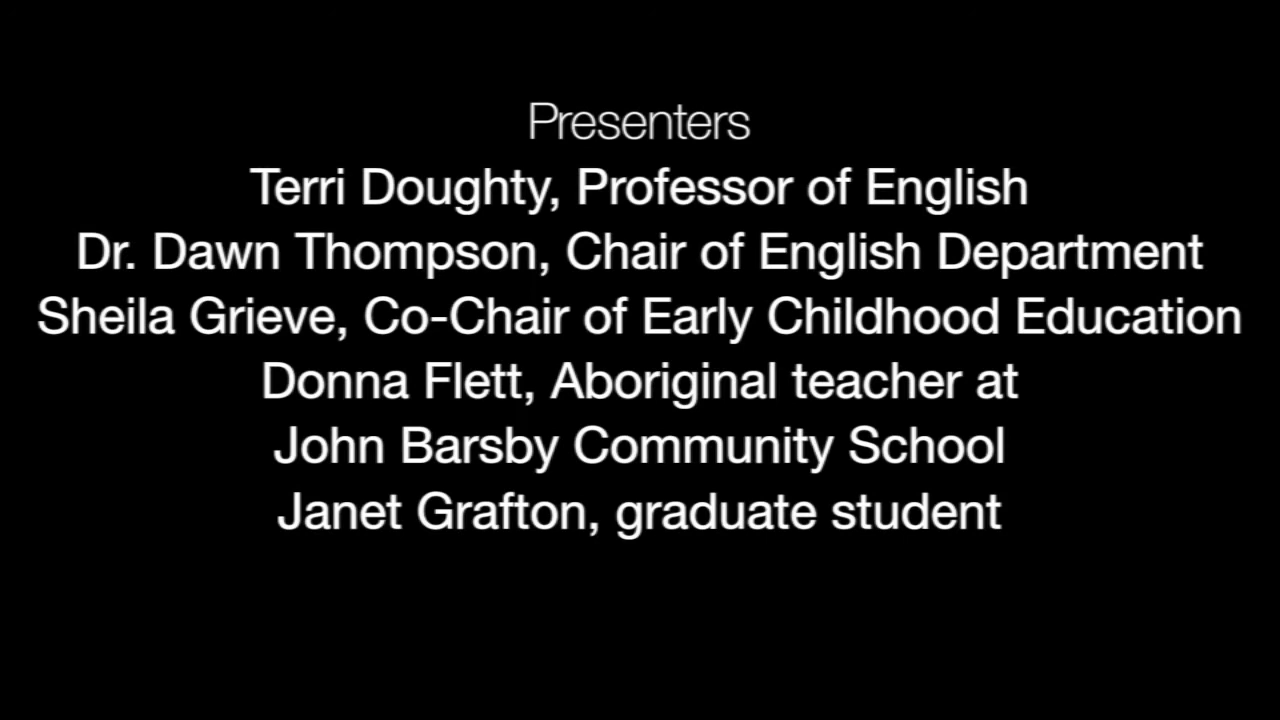 Presenters
Terri Doughty, Professor of English
Dr. Dawn Thompson, Chair of English Department
Sheila Grieve, Co-Chair of Early Childhood Education
Donna Flett, Aboriginal teacher at
John Barsby Community School
Janet Grafton, graduate student